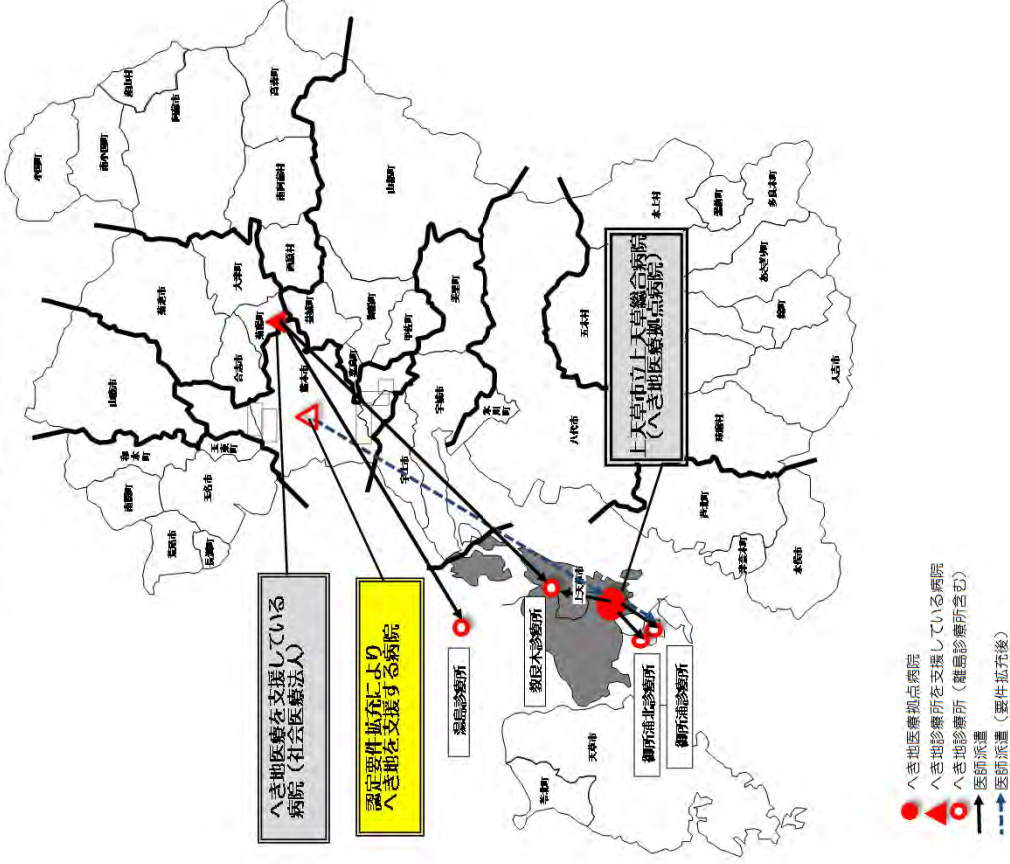 小国町
南小国町
産山村
阿蘇市
高森町
南阿蘇村
山都町
菊池市
大津町
西原村
山鹿市
合志市
菊陽町
益城町
御船町
嘉島町
甲佐町
美里町
熊本市
和水町
玉東町
南関町
玉名市
荒尾市
長洲町
宇土市
宇城市
氷川町
八代市
五木村
水上村
湯前町
多良木町
あさぎり町
錦町
人吉市
球磨村
芦北町
津奈木町
水俣市
上天草市
天草市
苓北町
へき地医療を支援している
病院（社会医療法人）
認定要件拡充により
へき地を支援する病院
上天草市立上天草総合病院
（へき地医療拠点病院）
湯島診療所
教良木診療所
御所浦北診療所
御所浦診療所
へき地医療拠点病院
へき地診療所を支援している病院
へき地診療所（離島診療所含む）
医師派遣
医師派遣（要件拡充後）